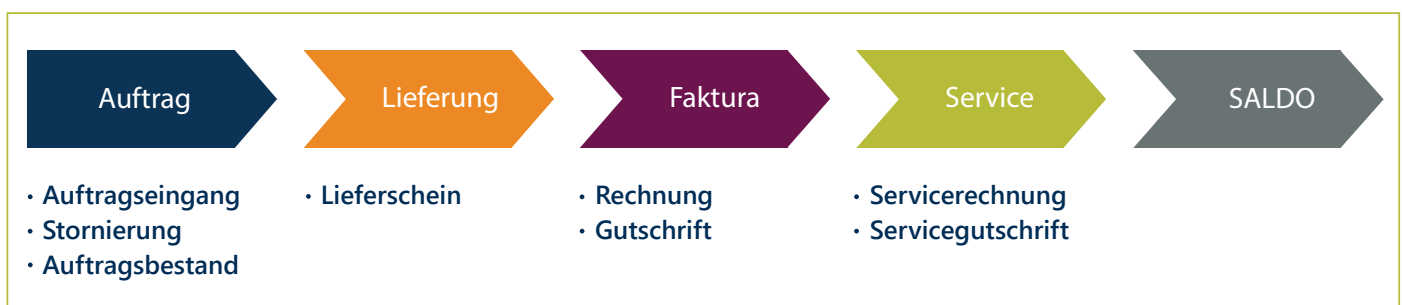 Auftrag
Lieferung
Faktura
Service
SALDO
· Auftragseingang
· Stornierung
· Auftragsbestand
· Lieferschein
· Rechnung
· Gutschrift
· Servicerechnung
· Servicegutschrift